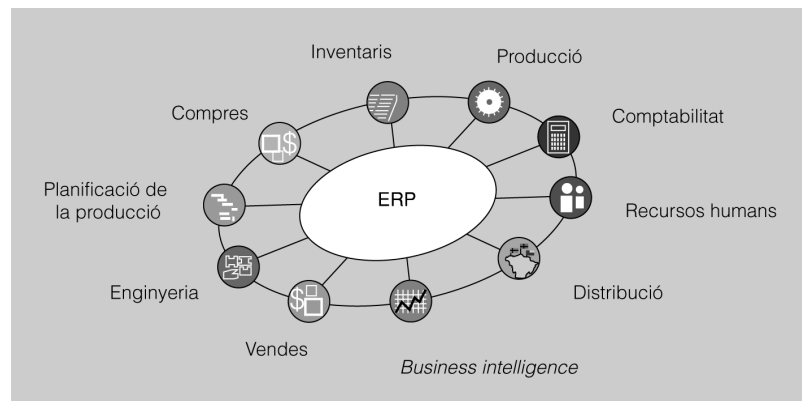 Inventaris
Producció
Compres
Comptabilitat
Planificació de
la producció
ERP
Recursos humans
Enginyeria
Distribució
Vendes
Business intelligence
$
$